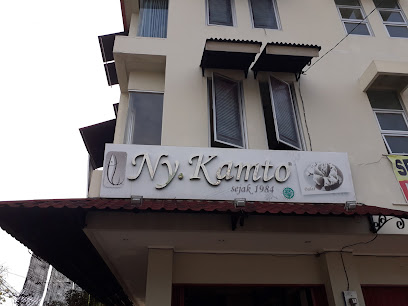 Ny. Kamto
sejak 1984